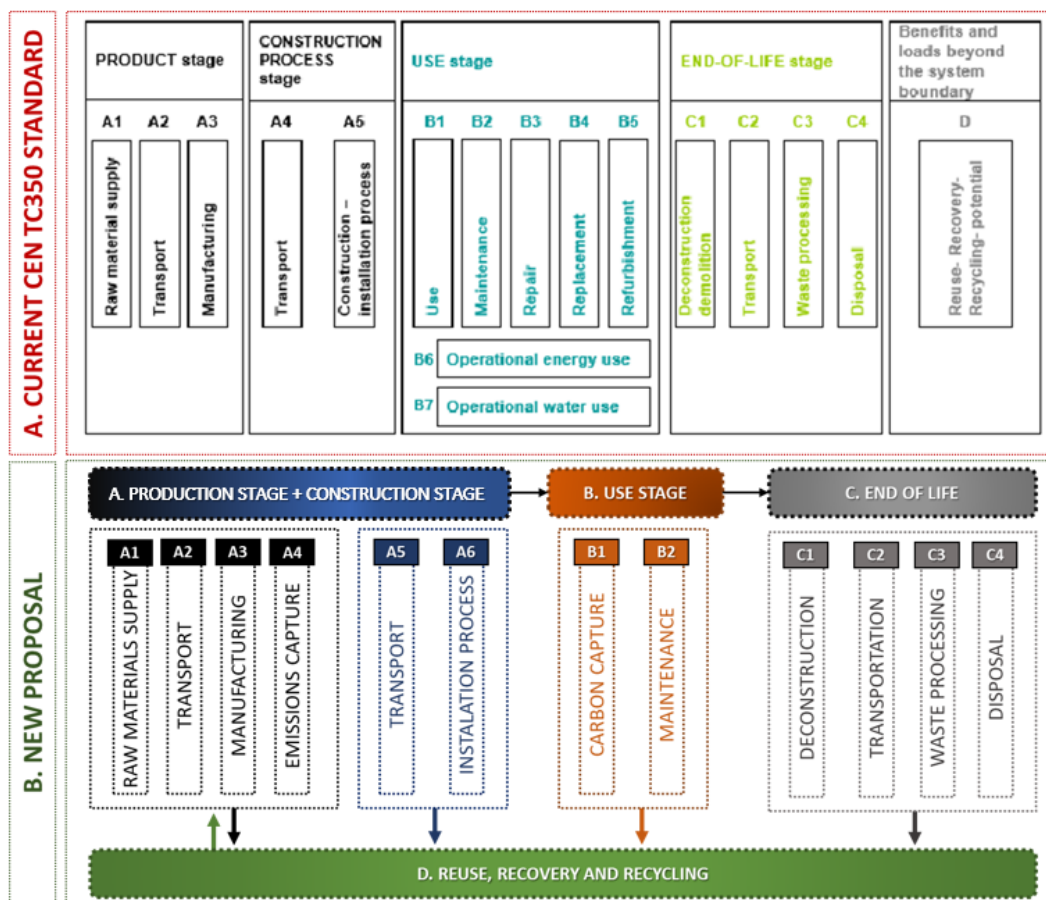 A. CURRENT CEN TC350 STANDARD
PRODUCT stage
CONSTRUCTION
PROCESS
stage
USE stage
END-OF-LIFE stage
Benefits and
loads beyond
the system
boundary
A1 A2 A3 A4 A5 B1 B2 B3 B4 B5 C1 C2 C3 C4 D
Raw material supply
Transport
Manufacturing
Transport
Construction –
installation process
Use
Maintenance
Repair
Replacement
Refurbishment
Deconstruction
demolition
Transport
Waste processing
Disposal
Reuse- Recovery-
Recycling- potential
B6 Operational energy use
B7 Operational water use
B. NEW PROPOSAL
A. PRODUCTION STAGE + CONSTRUCTION STAGE
B. USE STAGE
C. END OF LIFE
A1 A2 A3 A4 A5 A6 B1 B2 C1 C2 C3 C4
RAW MATERIALS SUPPLY
TRANSPORT
MANUFACTURING
EMISSIONS CAPTURE
TRANSPORT
INSTALATION PROCESS
CARBON CAPTURE
MAINTENANCE
DECONSTRUCTION
TRANSPORTATION
WASTE PROCESSING
DISPOSAL
D. REUSE, RECOVERY AND RECYCLING